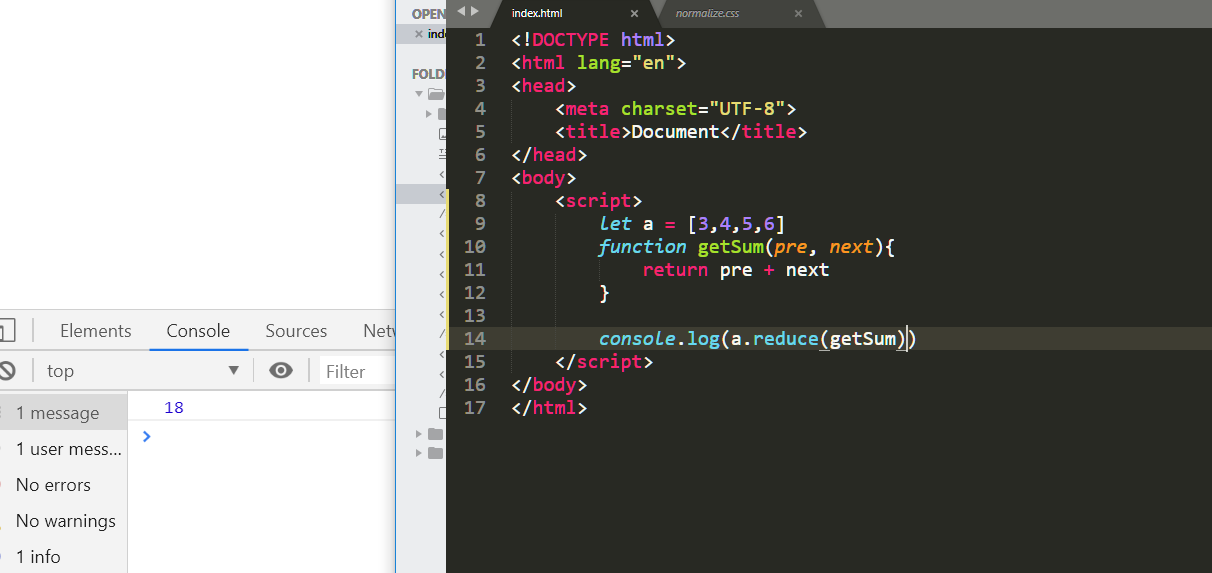 Elements Console Sources
top
Filter
1 message
1 user mess...
No errors
No warnings
1 info
18
OPEN
FOLD
index.html
normalize.css
1 <!DOCTYPE html>
2 <html lang="en">
3 <head>
4 <meta charset="UTF-8">
5 <title>Document</title>
6 </head>
7 <body>
8 <script>
9 let a = [3,4,5,6]
10 function getSum(pre, next){
11 return pre + next
12 }
13
14 console.log(a.reduce(getSum))
15 </script>
16 </body>
17 </html>